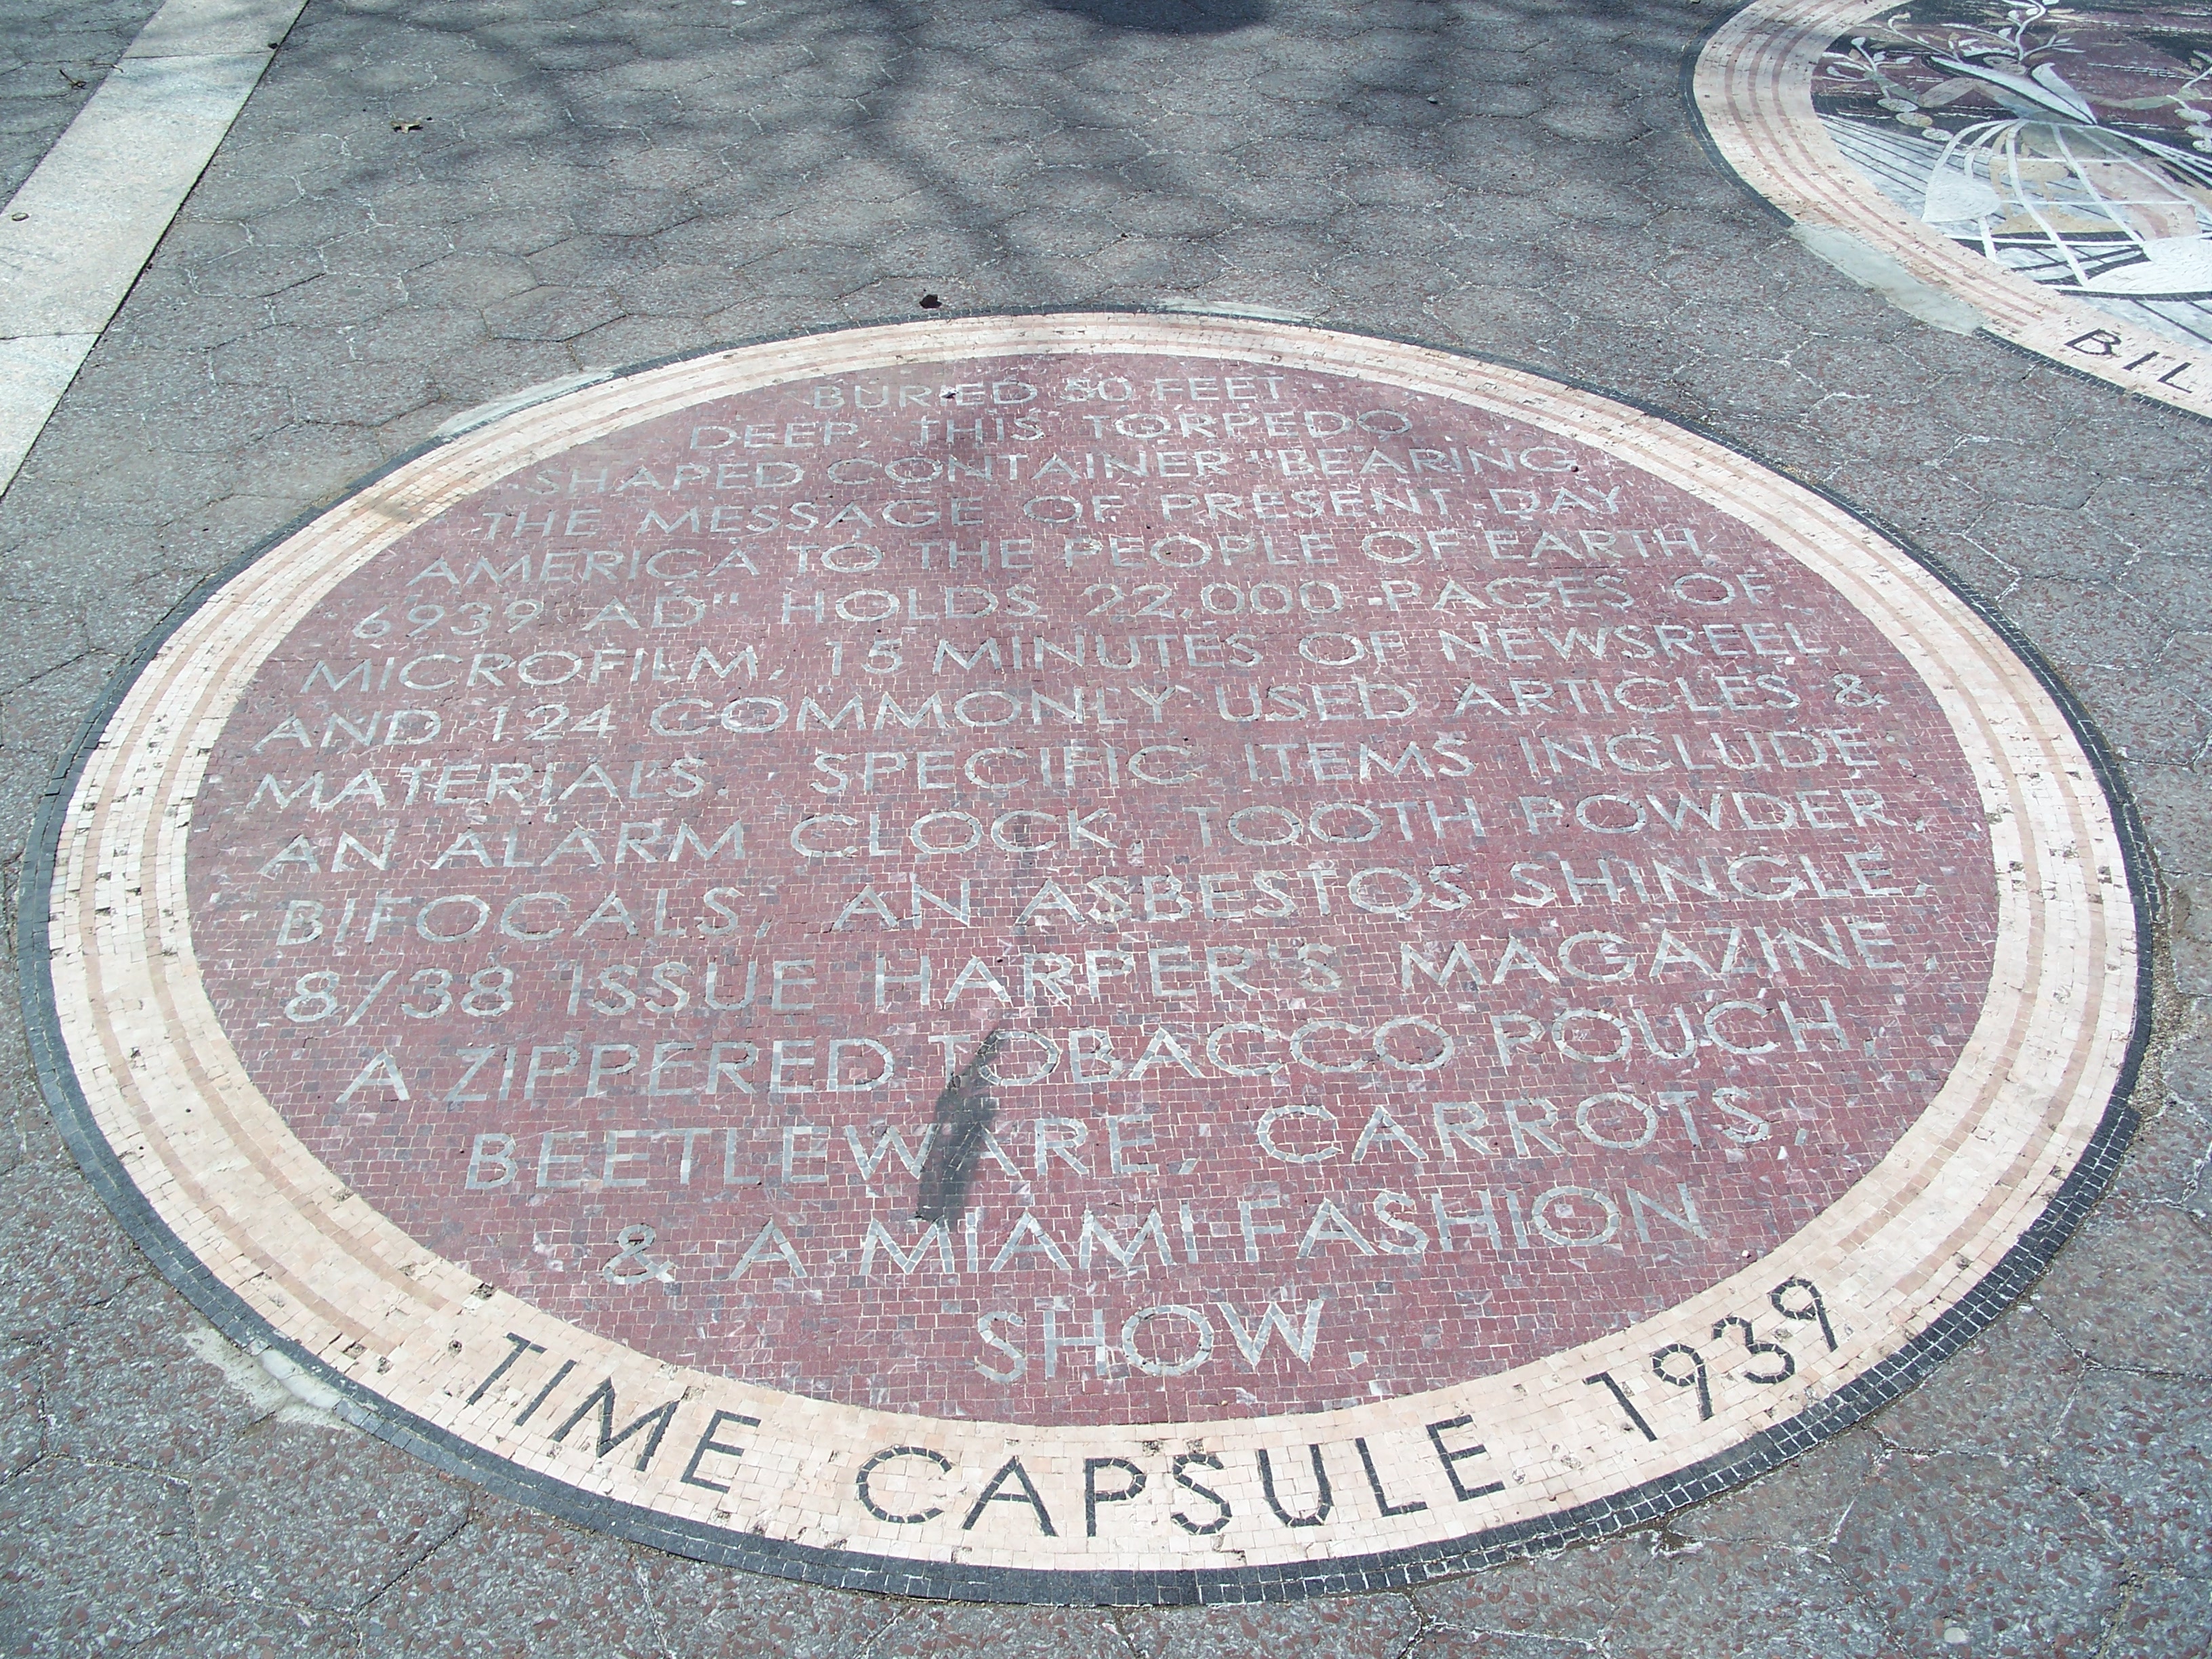 BURIED 50 FEET
DEEP, THIS TORPEDO
SHAPED CONTAINER "BEARING
THE MESSAGE OF PRESENT DAY
AMERICA TO THE PEOPLE OF EARTH
6939 AD" HOLDS 22,000 PAGES OF
MICROFILM, 15 MINUTES OF NEWSREEL,
AND 124 COMMONLY USED ARTICLES &
MATERIALS SPECIFIC ITEMS INCLUDE
AN ALARM CLOCK, TOOTH POWDER,
BIFOCALS, AN ASBESTOS SHINGLE,
8/38 ISSUE HARPER'S MAGAZINE,
A ZIPPERED TOBACCO POUCH,
BEETLEWARE, CARROTS,
& A MIAMI FASHION
SHOW.
TIME CAPSULE 1939
BIL